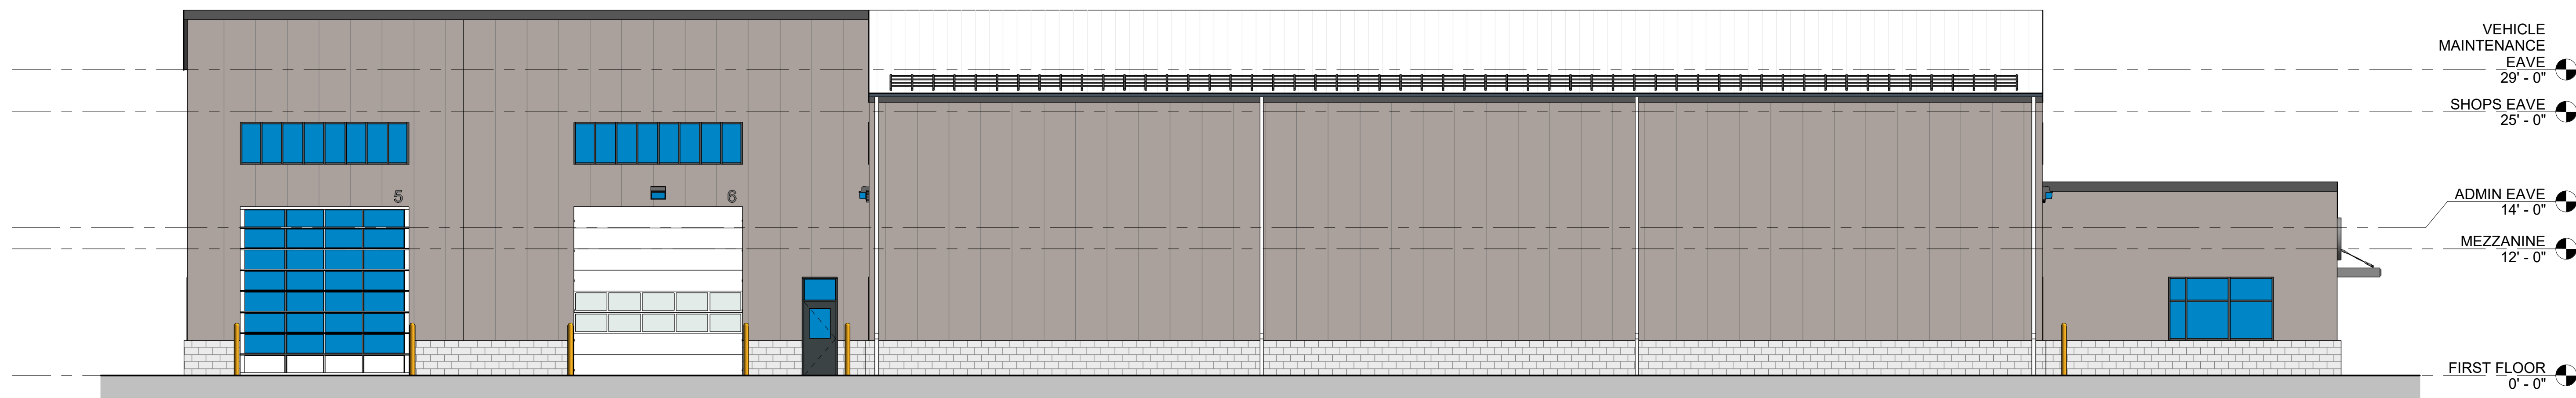 VEHICLE
MAINTENANCE
EAVE
29' - 0"
SHOPS EAVE
25' - 0"
5
6
ADMIN EAVE
14' - 0"
MEZZANINE
12' - 0"
FIRST FLOOR
0' - 0"